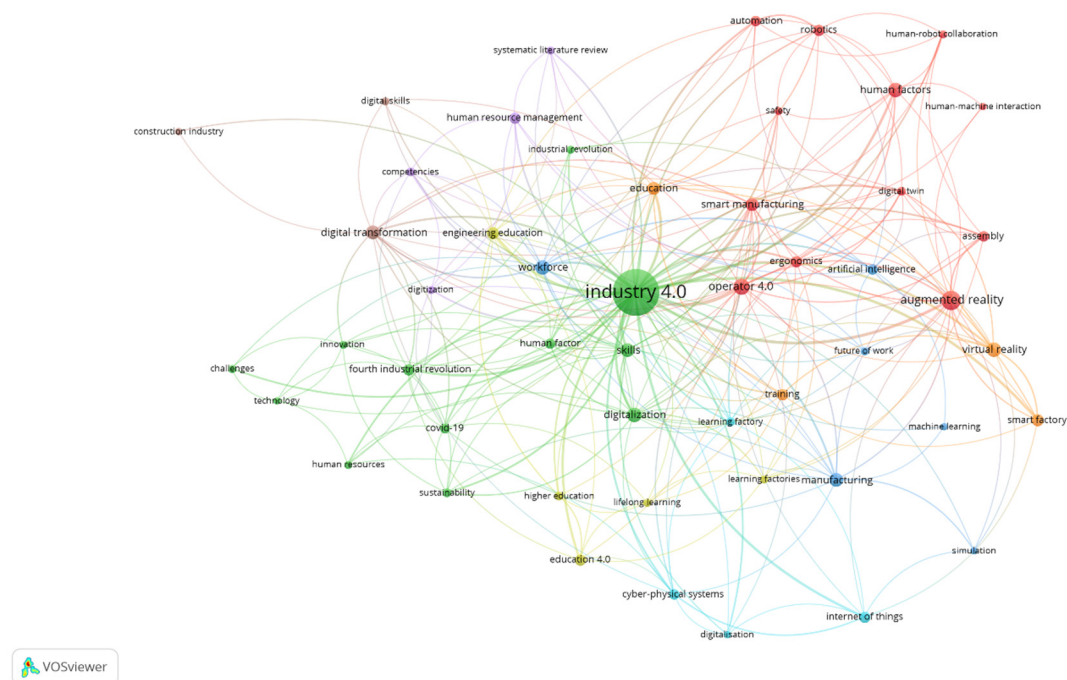 automation
robotics
human-robot collaboration
systematic literature review
human factors
digital skills
human-machine interaction
safety
human resource management
construction industry
industrial revolution
competencies
education
digital twin
smart manufacturing
digital transformation
engineering education
assembly
ergonomics
workforce
artificial intelligence
operator 4.0
digitization
industry 4.0
augmented reality
innovation
human factor
skills
future of work
virtual reality
challenges
fourth industrial revolution
training
technology
digitalization
learning factory
smart factory
covid-19
machine learning
human resources
learning factories
manufacturing
sustainability
higher education
lifelong learning
simulation
education 4.0
cyber-physical systems
internet of things
digitalisation
VOSviewer